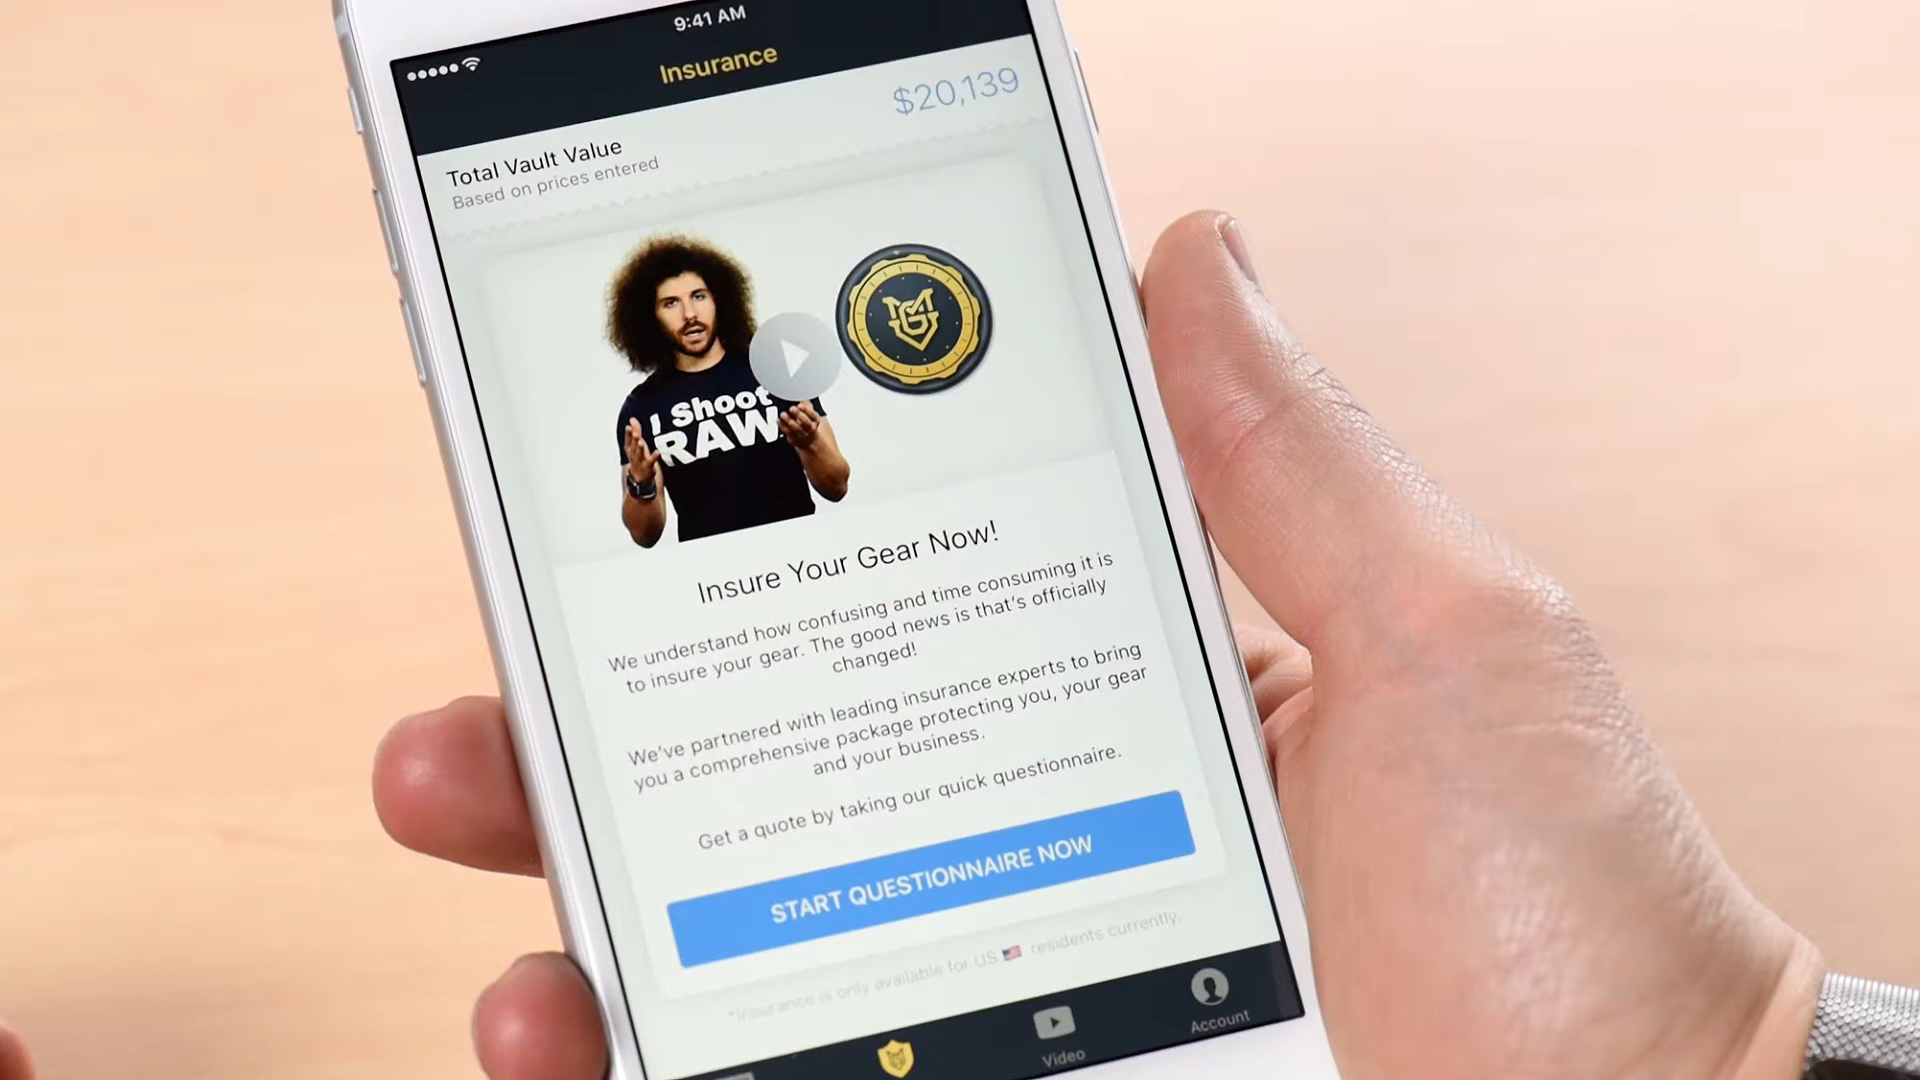 9:41 AM
Insurance
$20,139
Total Vault Value
Based on prices entered
I Shoot
RAW
Insure Your Gear Now!
We understand how confusing and time consuming it is
to insure your gear. The good news is that's officially
changed!
We've partnered with leading insurance experts to bring
you a comprehensive package protecting you, your gear
and your business.
Get a quote by taking our quick questionnaire.
START QUESTIONNAIRE NOW
*Insurance is only available for US residents currently.
Video
Account